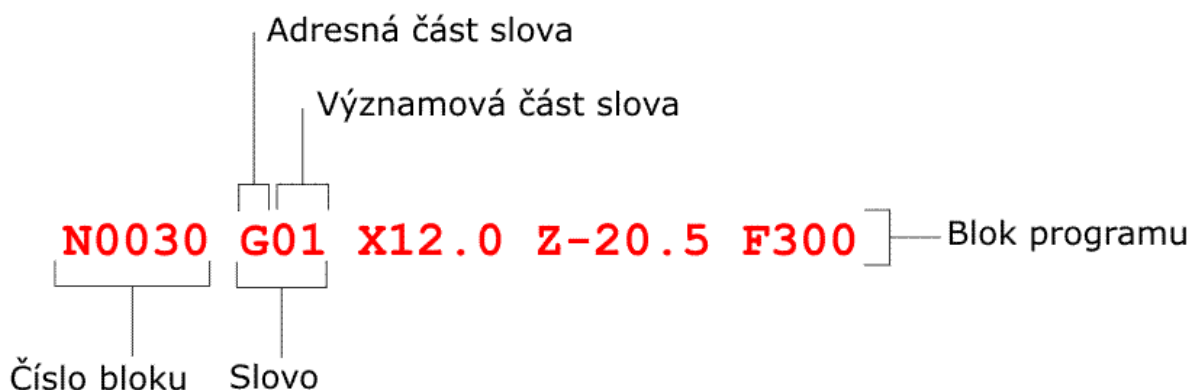 Adresná část slova
Významová část slova
N0030 G01 X12.0 Z-20.5 F300
Blok programu
Číslo bloku
Slovo